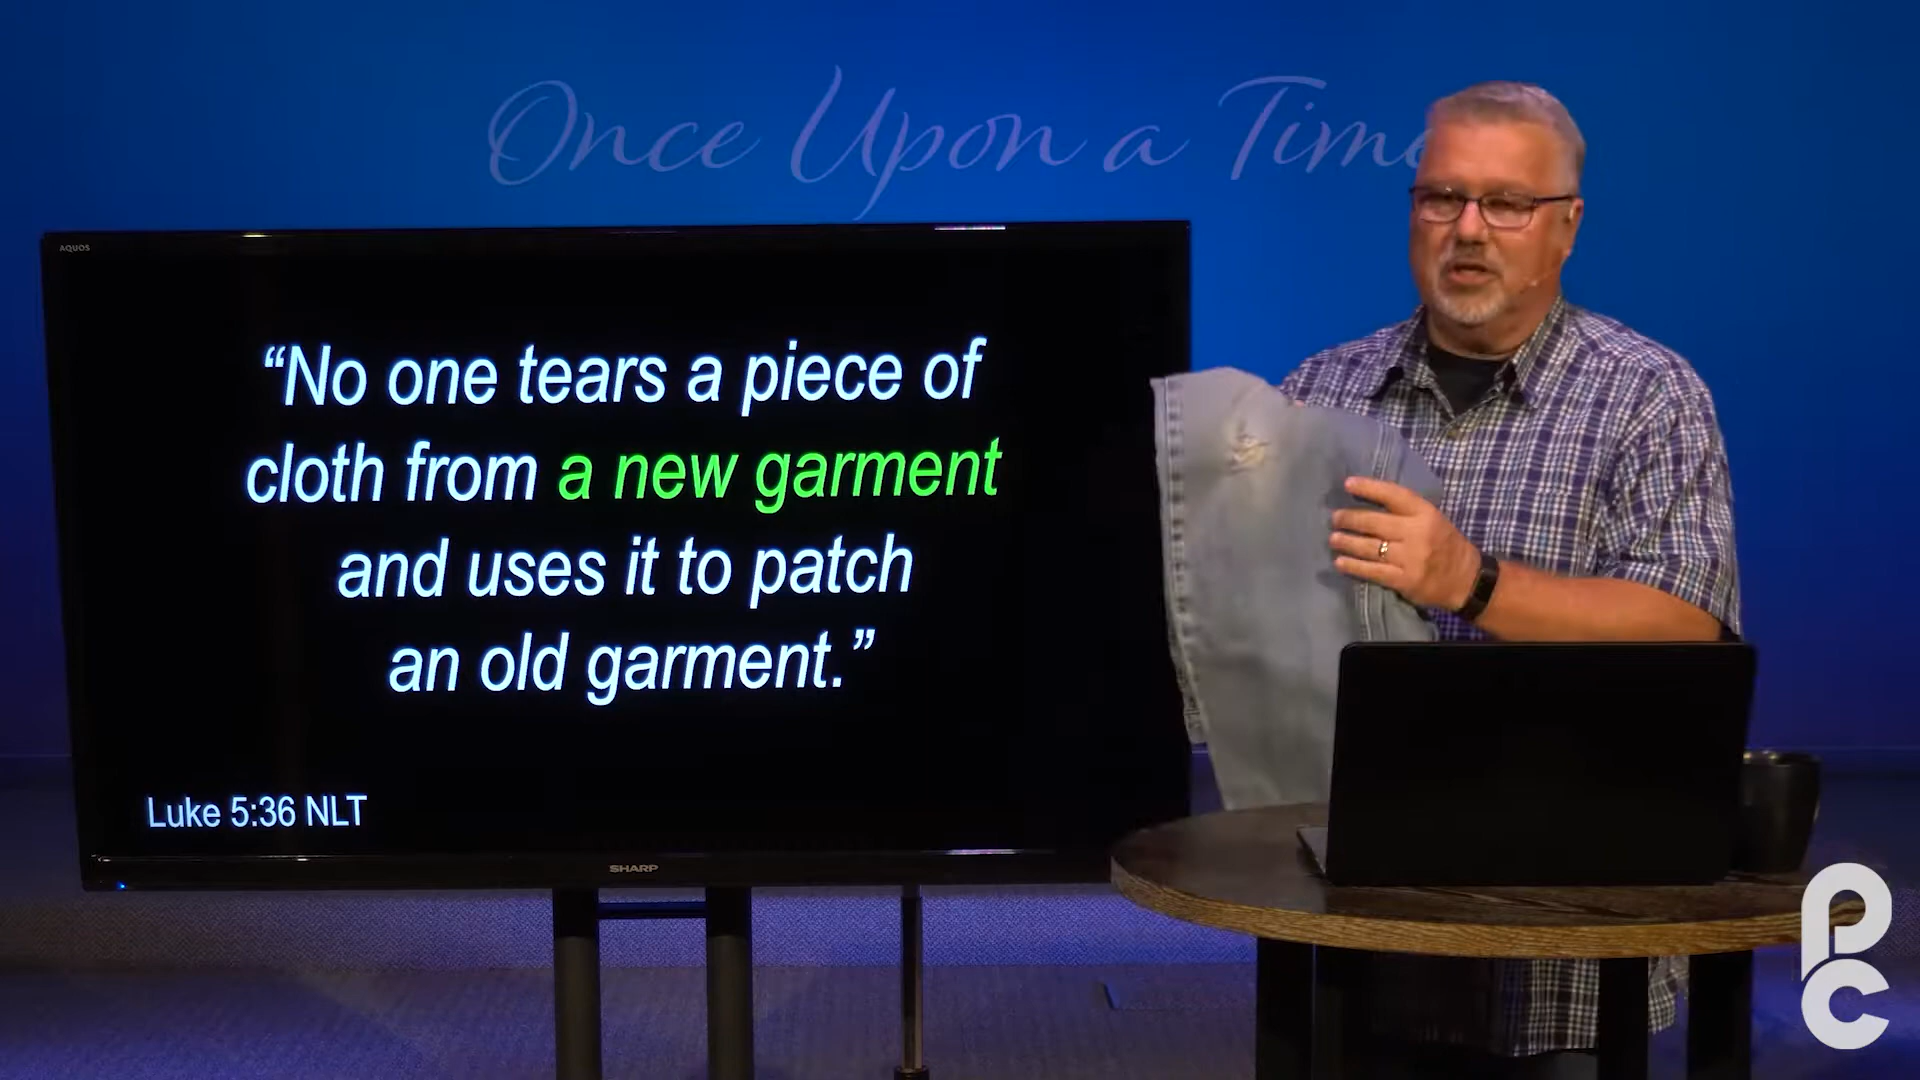 Once Upon a Time
AQUOS
“No one tears a piece of
cloth from a new garment
and uses it to patch
an old garment.”
Luke 5:36 NLT
SHARP
PC